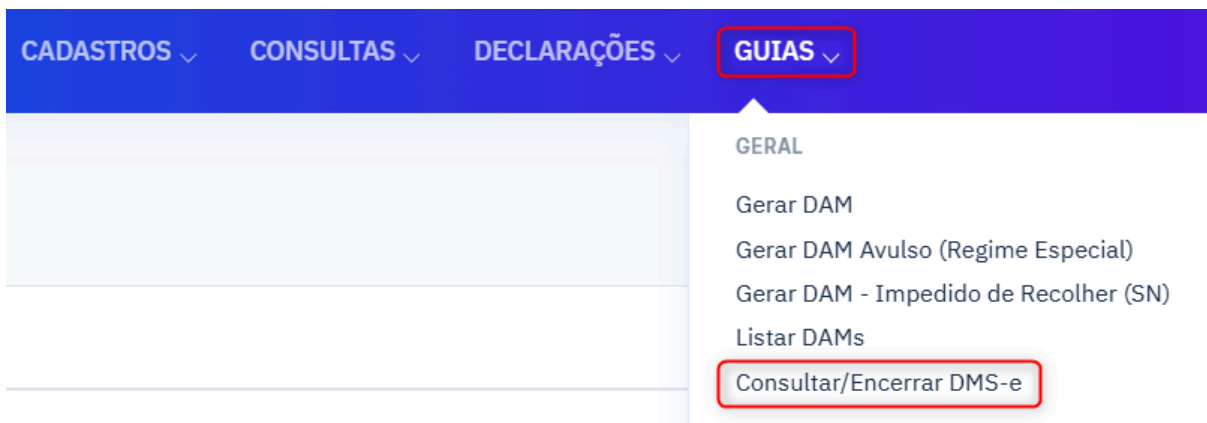 CADASTROS CONSULTAS DECLARAÇÕES GUIAS
GERAL
Gerar DAM
Gerar DAM Avulso (Regime Especial)
Gerar DAM - Impedido de Recolher (SN)
Listar DAMs
Consultar/Encerrar DMS-e